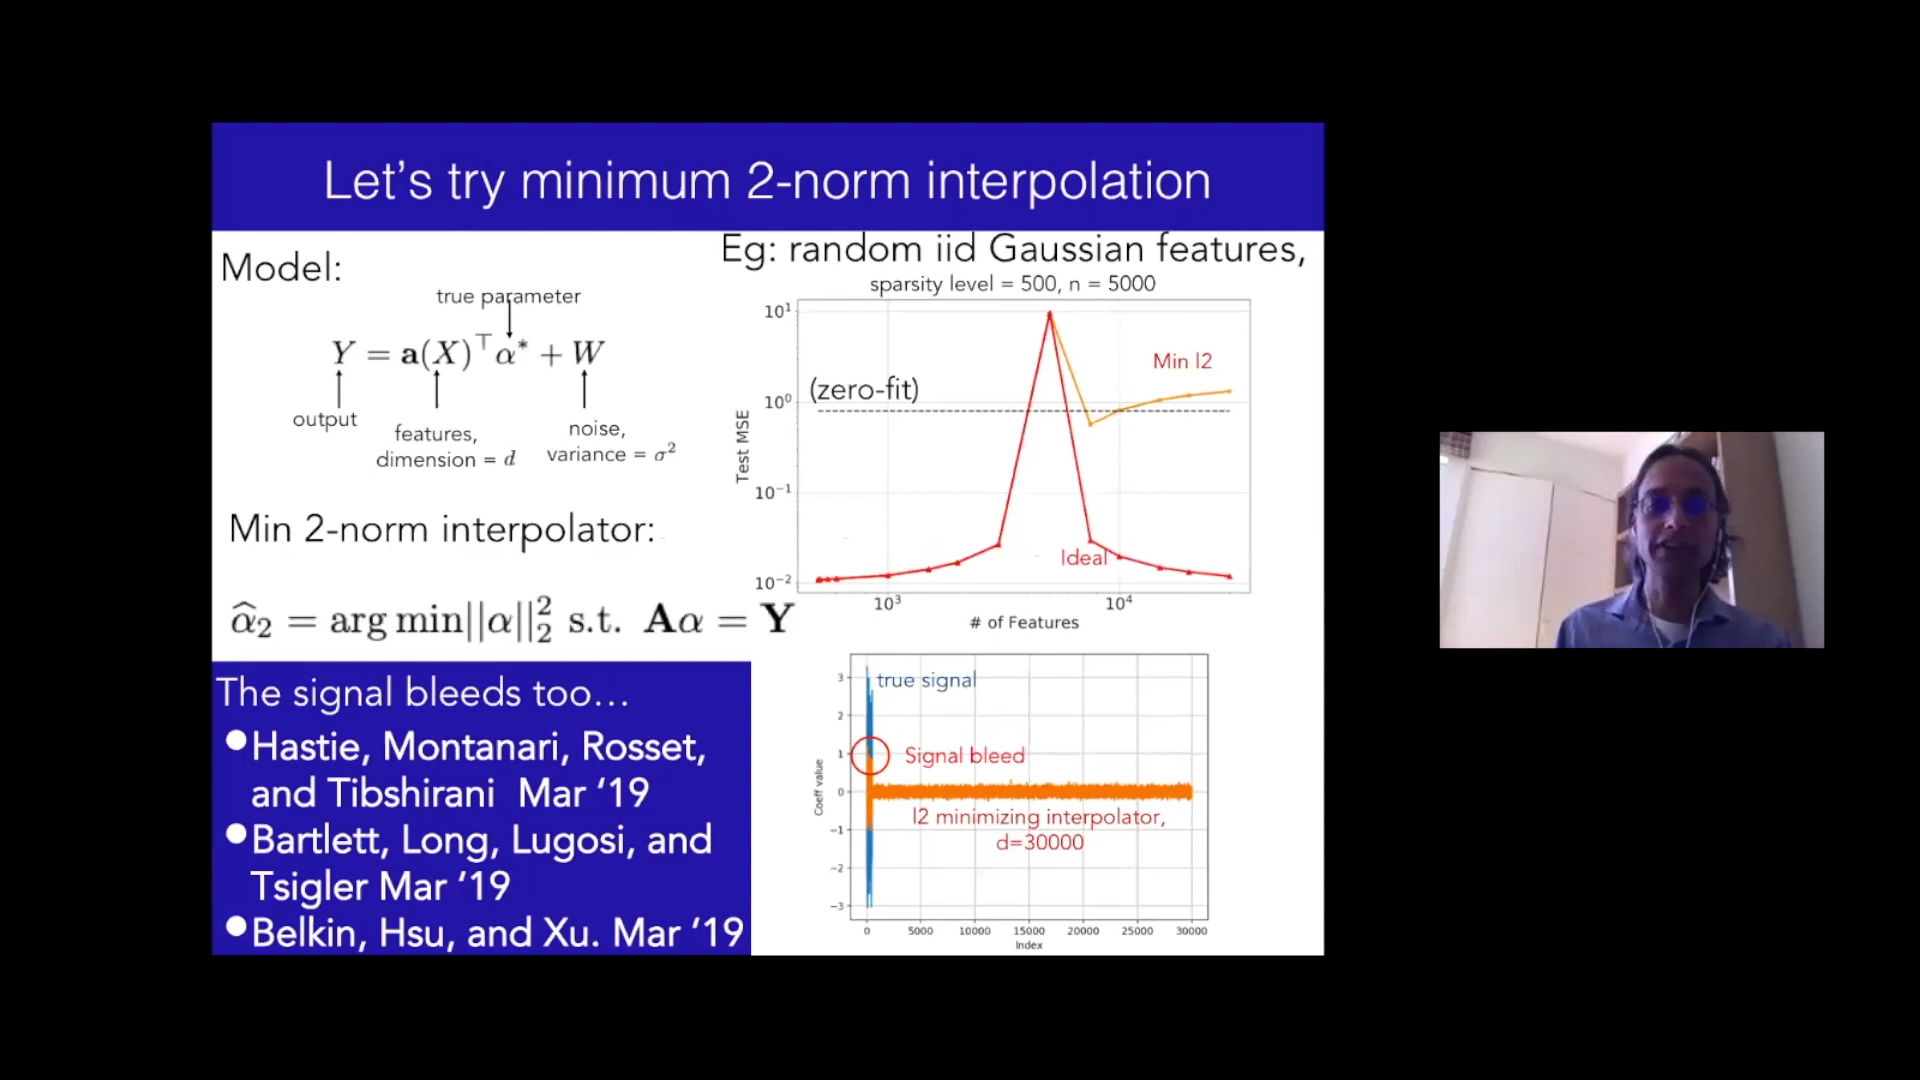 Let's try minimum 2-norm interpolation
Model:
true parameter
Y = a(X)^⊤ α* + W
output
features,
dimension = d
noise,
variance = σ²
Min 2-norm interpolator:
α̂₂ = arg min||α||₂² s.t. Aα = Y
The signal bleeds too...
•Hastie, Montanari, Rosset,
and Tibshirani Mar '19
•Bartlett, Long, Lugosi, and
Tsigler Mar '19
•Belkin, Hsu, and Xu. Mar '19
Eg: random iid Gaussian features,
sparsity level = 500, n = 5000
10¹
10⁰
10⁻¹
10⁻²
Test MSE
(zero-fit)
Min l2
Ideal
10³
10⁴
# of Features
3
2
1
0
−1
−2
−3
Coeff value
true signal
Signal bleed
l2 minimizing interpolator,
d=30000
0 5000 10000 15000 20000 25000 30000
Index